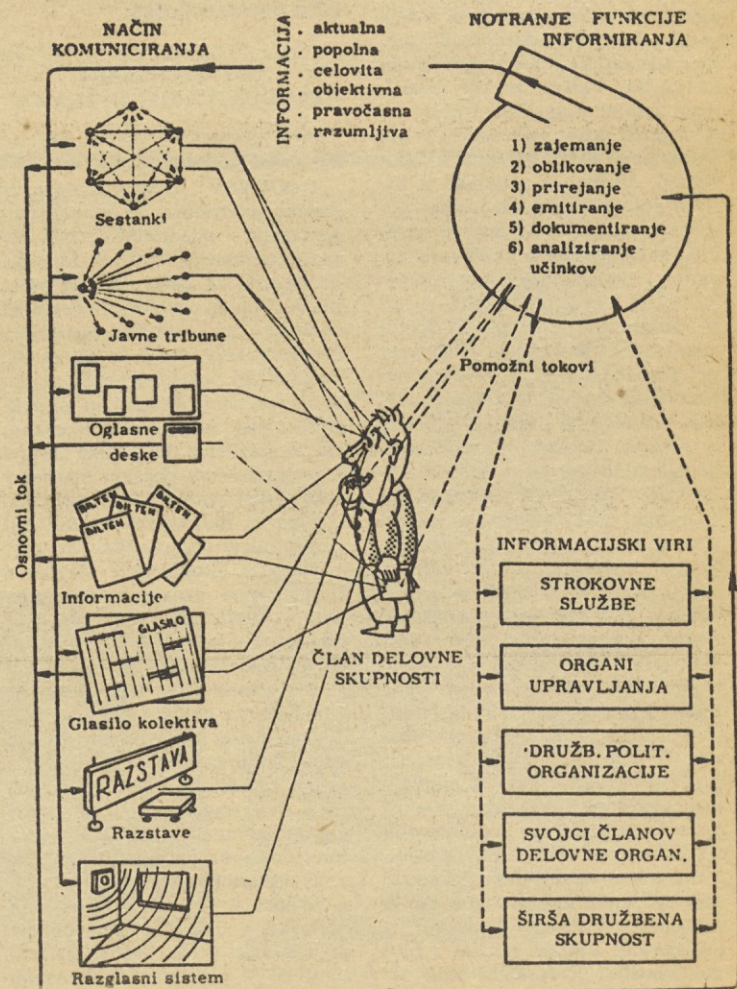 NAČIN
KOMUNICIRANJA
INFORMACIJA
. aktualna
. popolna
. celovita
. objektivna
. pravočasna
. razumljiva
NOTRANJE FUNKCIJE
INFORMIRANJA
1) zajemanje
2) oblikovanje
3) prirejanje
4) emitiranje
5) dokumentiranje
6) analiziranje
učinkov
Sestanki
Javne tribune
Oglasne
deske
Osnovni tok
BILTEN
BILTEN
BILTEN
Informacije
GLASILO
Glasilo kolektiva
RAZSTAVA
Razstave
Razglasni sistem
Pomožni tokovi
ČLAN DELOVNE
SKUPNOSTI
INFORMACIJSKI VIRI
STROKOVNE
SLUŽBE
ORGANI
UPRAVLJANJA
DRUŽB. POLIT.
ORGANIZACIJE
SVOJCI ČLANOV
DELOVNE ORGAN.
ŠIRŠA DRUŽBENA
SKUPNOST